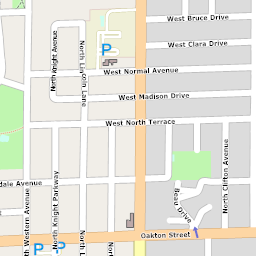 West Bruce Drive
West Clara Drive
West Normal Avenue
West Madison Drive
West North Terrace
North Knight Avenue
North Lincoln Lane
P
dale Avenue
North Western Avenue
North Knight Parkway
North L
Beau Drive
North Clifton Avenue
Oakton Street
P
P